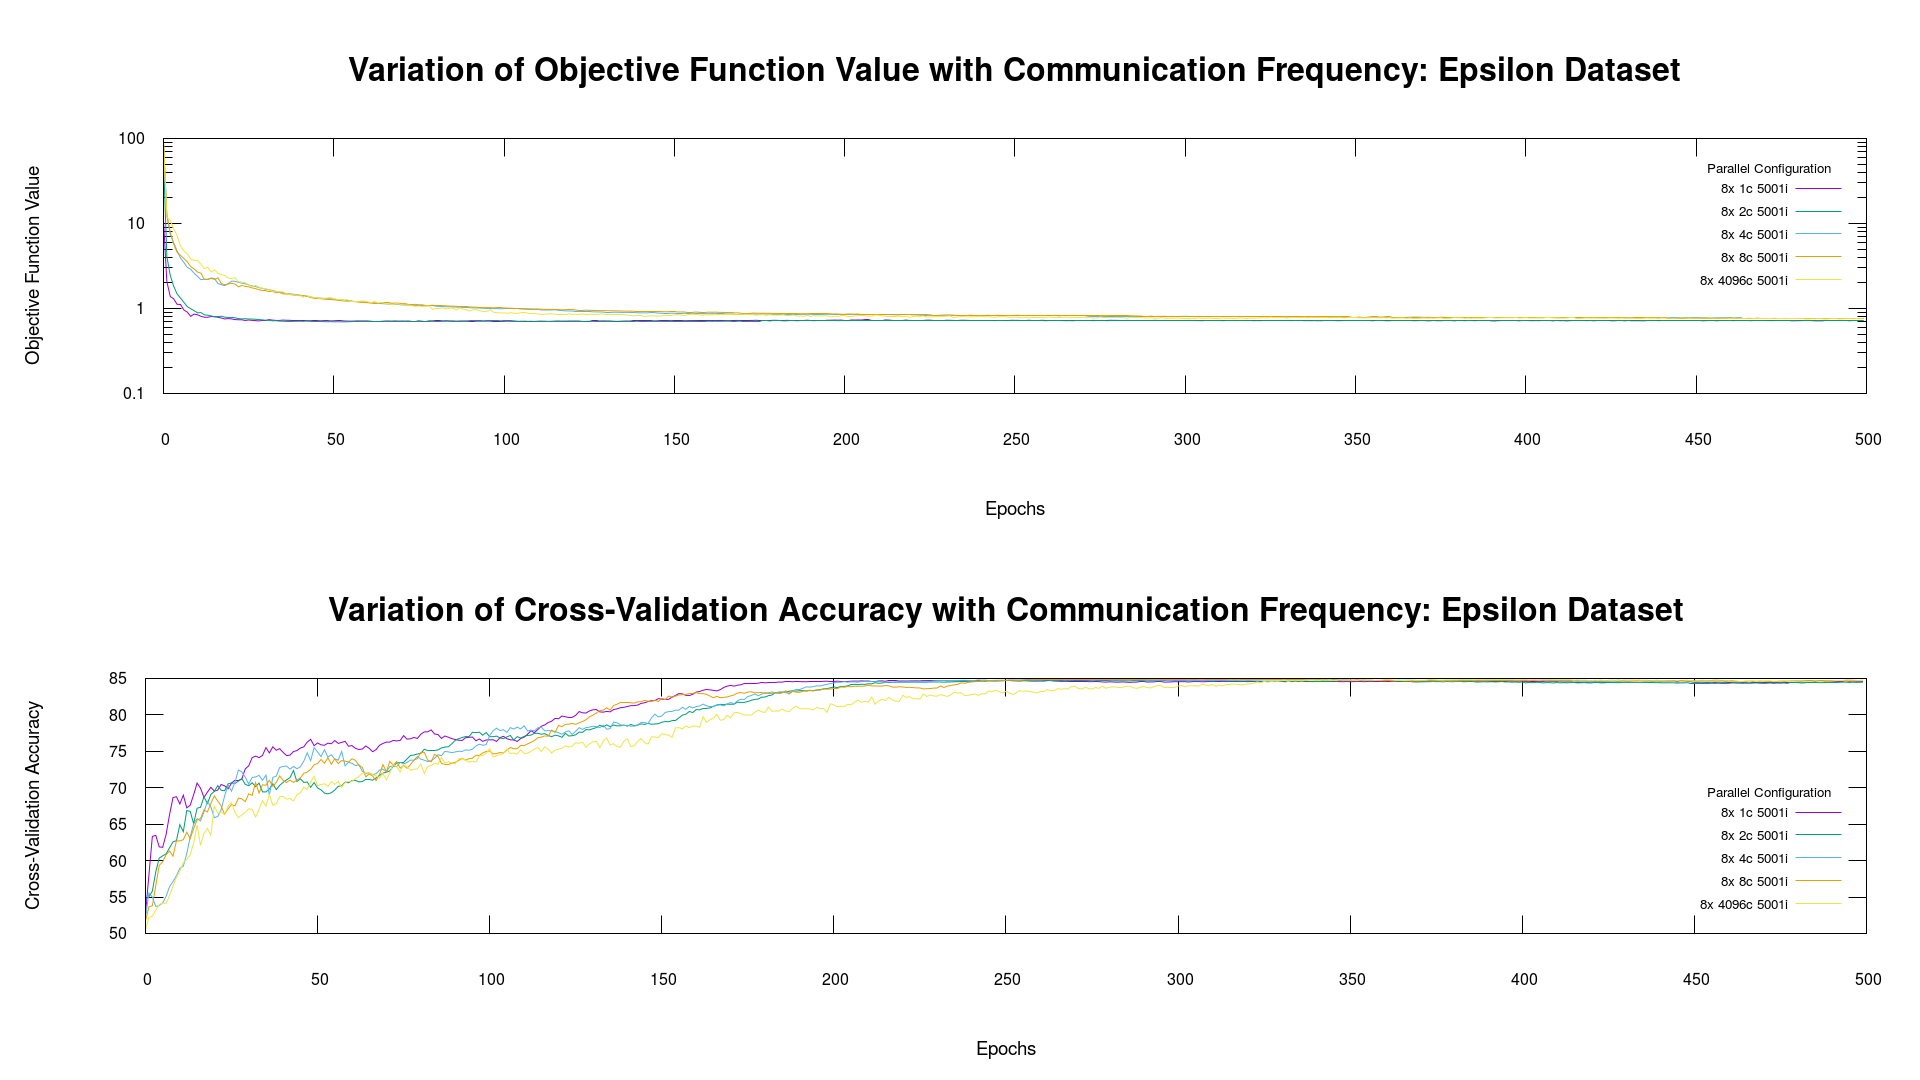 Variation of Objective Function Value with Communication Frequency: Epsilon Dataset
Objective Function Value
100
10
1
0.1
Parallel Configuration
8x 1c 5001i
8x 2c 5001i
8x 4c 5001i
8x 8c 5001i
8x 4096c 5001i
0 50 100 150 200 250 300 350 400 450 500
Epochs
Variation of Cross-Validation Accuracy with Communication Frequency: Epsilon Dataset
Cross-Validation Accuracy
85
80
75
70
65
60
55
50
Parallel Configuration
8x 1c 5001i
8x 2c 5001i
8x 4c 5001i
8x 8c 5001i
8x 4096c 5001i
0 50 100 150 200 250 300 350 400 450 500
Epochs